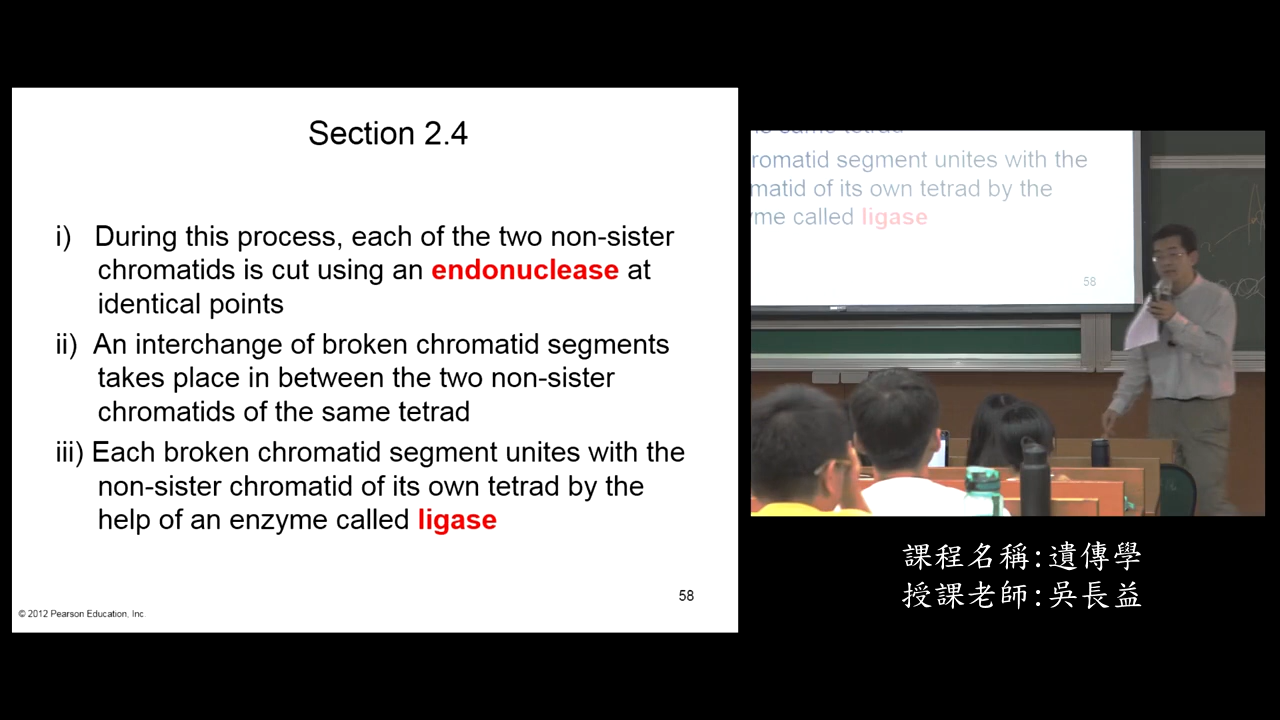 Section 2.4
i) During this process, each of the two non-sister
chromatids is cut using an endonuclease at
identical points
ii) An interchange of broken chromatid segments
takes place in between the two non-sister
chromatids of the same tetrad
iii) Each broken chromatid segment unites with the
non-sister chromatid of its own tetrad by the
help of an enzyme called ligase
58
© 2012 Pearson Education, Inc.
same tetrad
romatid segment unites with the
matid of its own tetrad by the
me called ligase
58
課程名稱:遺傳學
授課老師:吳長益